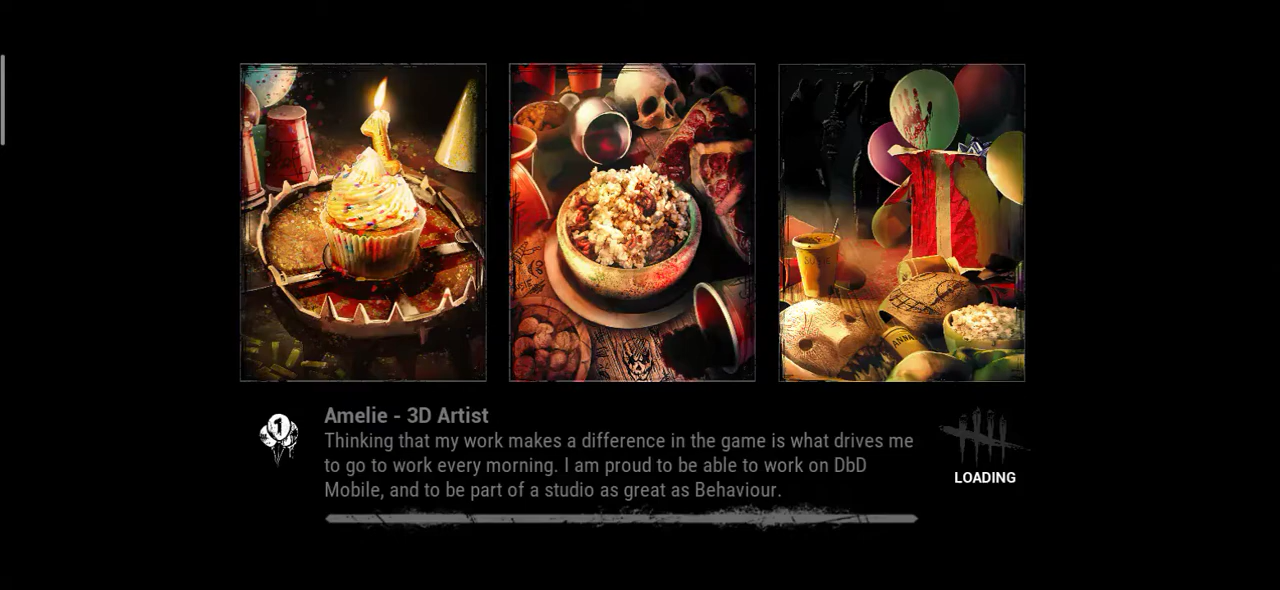 ANNA
1
Amelie - 3D Artist
Thinking that my work makes a difference in the game is what drives me
to go to work every morning. I am proud to be able to work on DbD
Mobile, and to be part of a studio as great as Behaviour.
LOADING